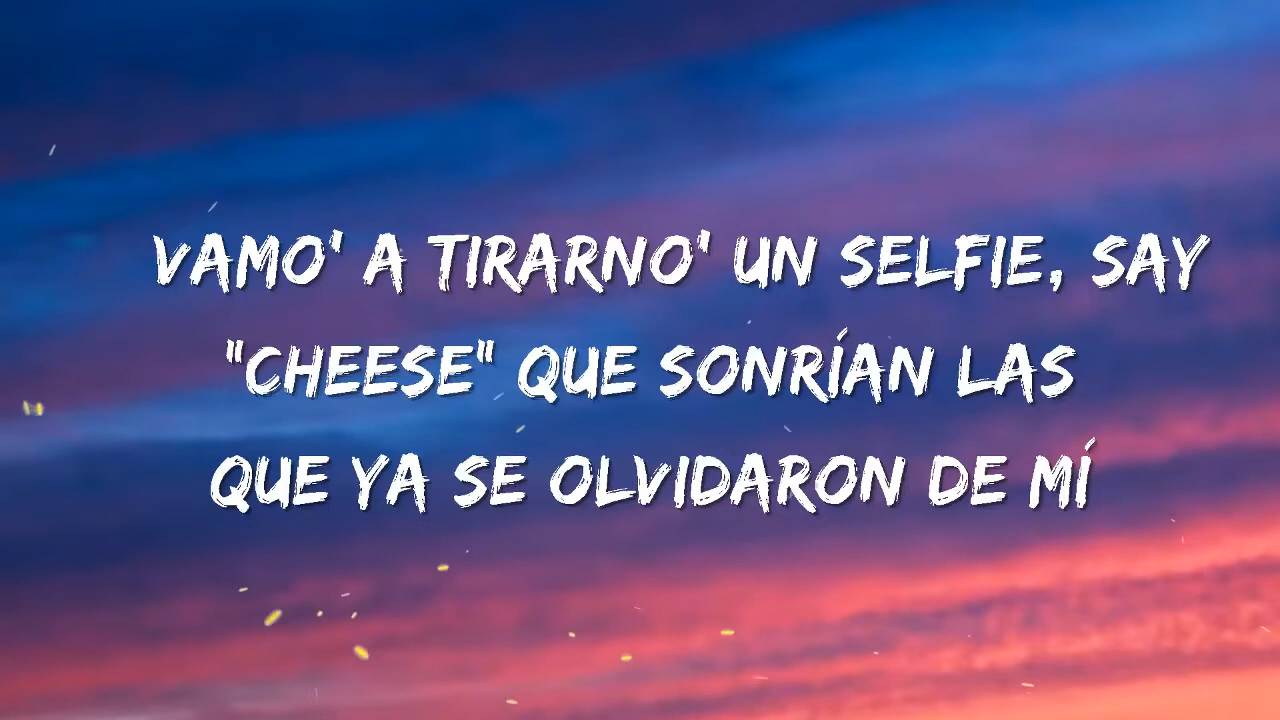 VAMO' A TIRARNO' UN SELFIE, SAY
"CHEESE" QUE SONRÍAN LAS
QUE YA SE OLVIDARON DE MÍ